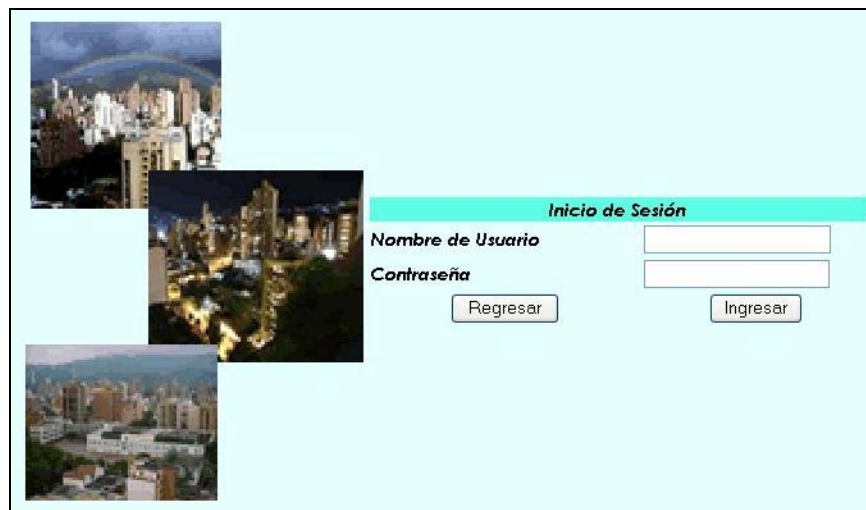 Inicio de Sesión
Nombre de Usuario
Contraseña
Regresar Ingresar